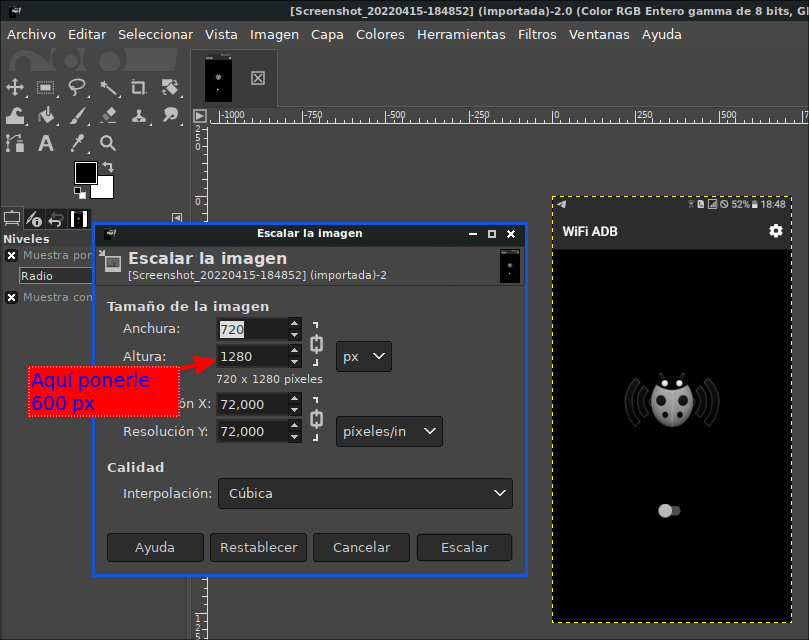 [Screenshot_20220415-184852] (importada)-2.0 (Color RGB Entero gamma de 8 bits, GI
Archivo Editar Seleccionar Vista Imagen Capa Colores Herramientas Filtros Ventanas Ayuda
-1000 -750 -500 -250 0 250 500
250
0
52% 18:48
WiFi ADB
Niveles
Muestra por
Radio
Muestra con
Escalar la imagen
Escalar la imagen
[Screenshot_20220415-184852] (importada)-2
Tamaño de la imagen
Anchura: 720
Altura: 1280 px
720 x 1280 píxeles
Aquí ponerle
600 px
ón X: 72,000
Resolución Y: 72,000 píxeles/in
Calidad
Interpolación: Cúbica
Ayuda Restablecer Cancelar Escalar